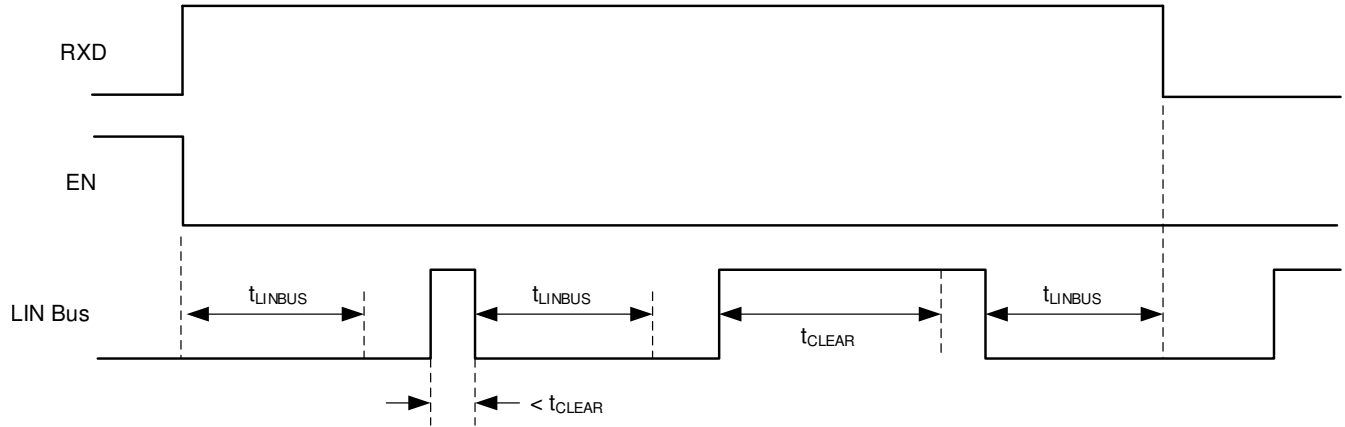 RXD
EN
LIN Bus
tLINBUS
tLINBUS
tCLEAR
tLINBUS
< tCLEAR